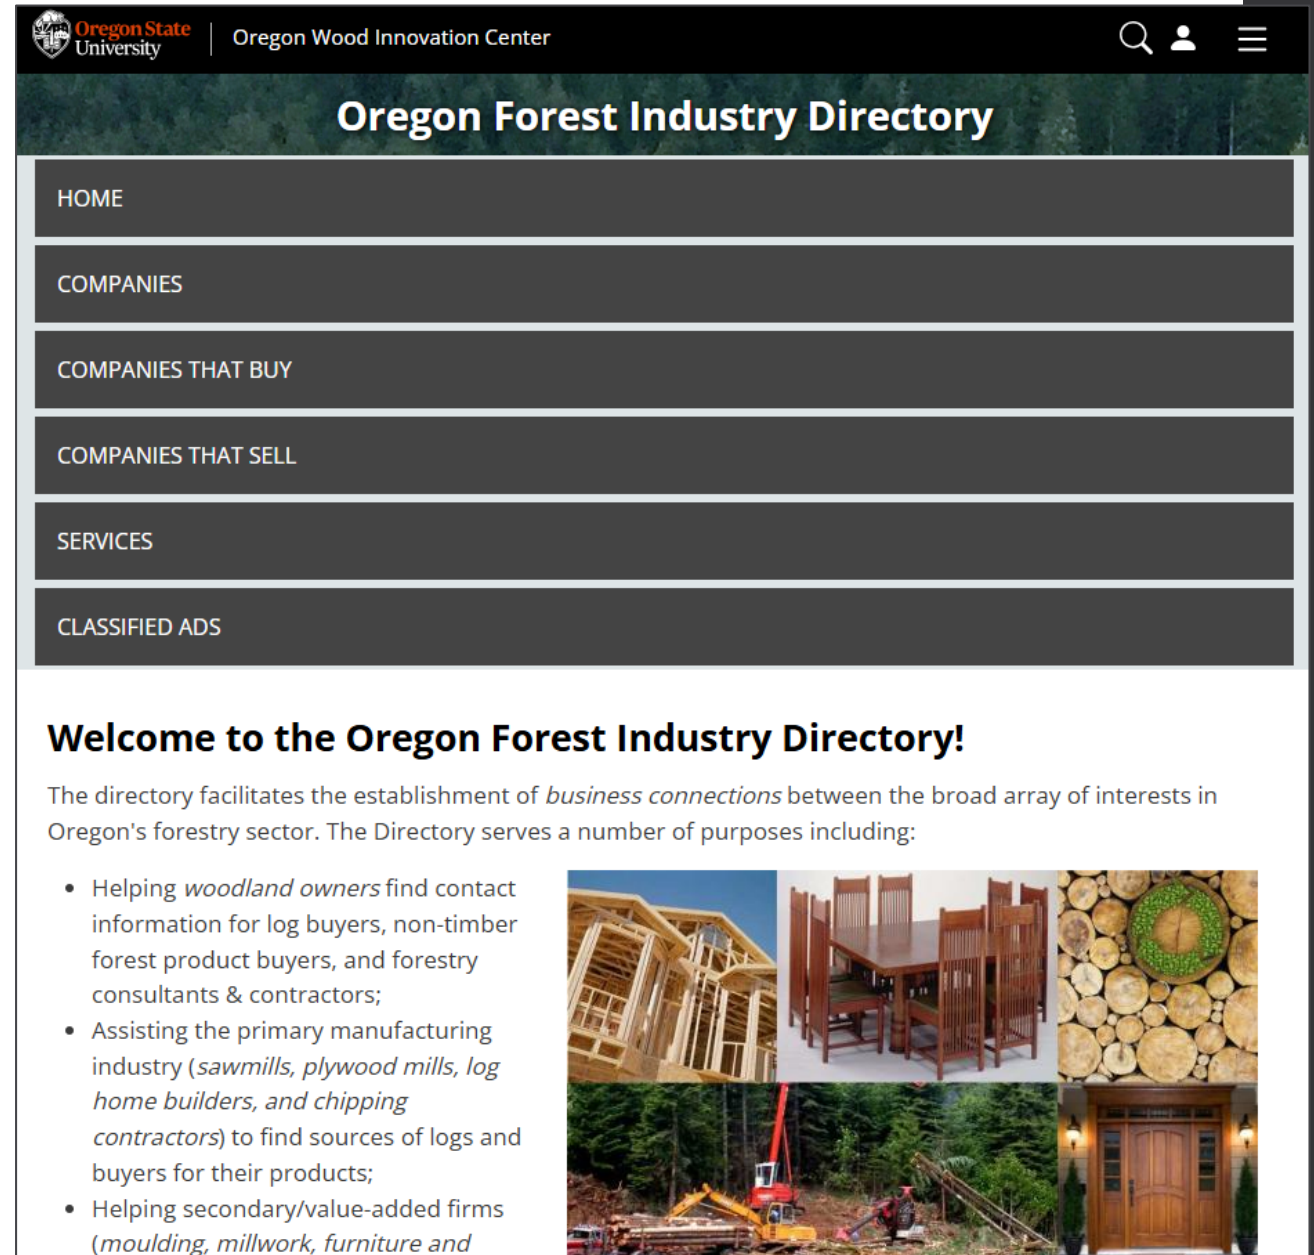 Oregon State
University
Oregon Wood Innovation Center
Oregon Forest Industry Directory
HOME
COMPANIES
COMPANIES THAT BUY
COMPANIES THAT SELL
SERVICES
CLASSIFIED ADS
Welcome to the Oregon Forest Industry Directory!
The directory facilitates the establishment of business connections between the broad array of interests in
Oregon's forestry sector. The Directory serves a number of purposes including:
• Helping woodland owners find contact
information for log buyers, non-timber
forest product buyers, and forestry
consultants & contractors;
• Assisting the primary manufacturing
industry (sawmills, plywood mills, log
home builders, and chipping
contractors) to find sources of logs and
buyers for their products;
• Helping secondary/value-added firms
(moulding, millwork, furniture and